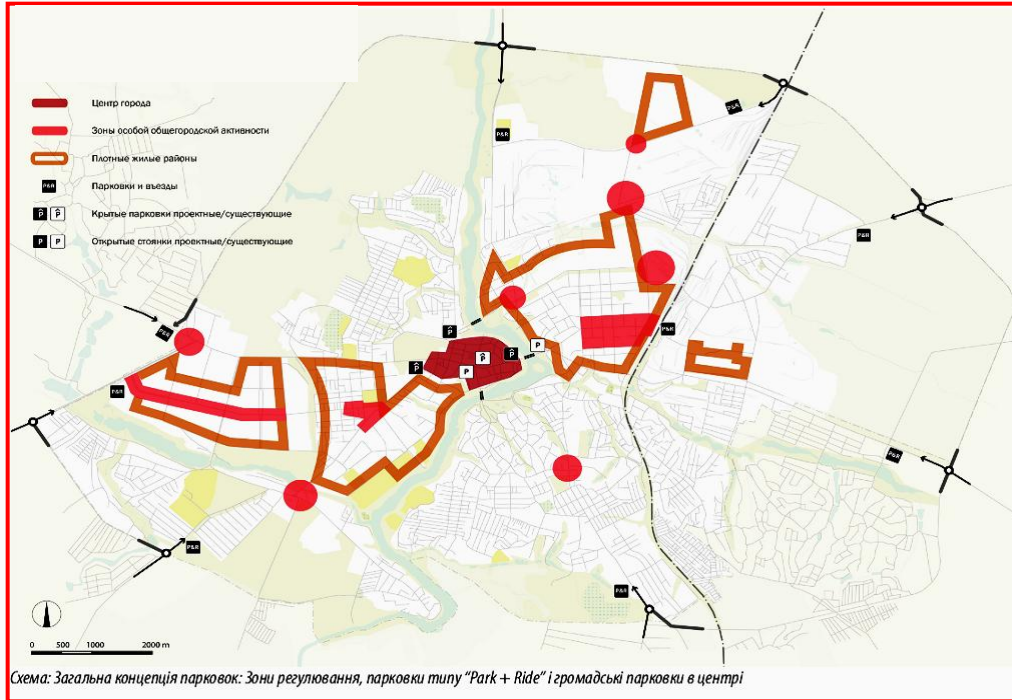 Центр города
Зоны особой общегородской активности
Плотные жилые районы
P&R Парковки и въезды
P P Крытые парковки проектные/существующие
P P Открытые стоянки проектные/существующие
P&R
P&R
P&R
P&R
P&R
P
P
P
P
P
P
P&R
P&R
P&R
P&R
0 500 1000 2000 m
Схема: Загальна концепція парковок: Зони регулювання, парковки типу "Park + Ride" і громадські парковки в центрі